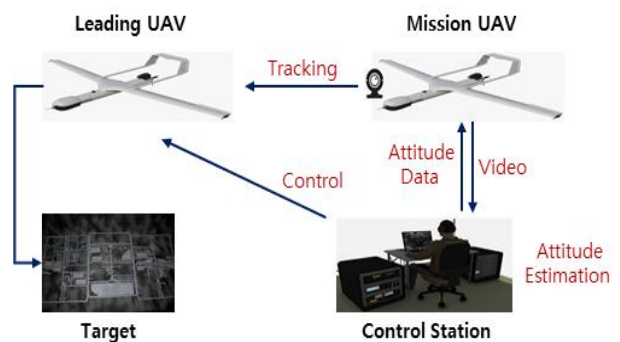 Leading UAV
Mission UAV
Tracking
Control
Attitude
Data
Video
Attitude
Estimation
Target
Control Station